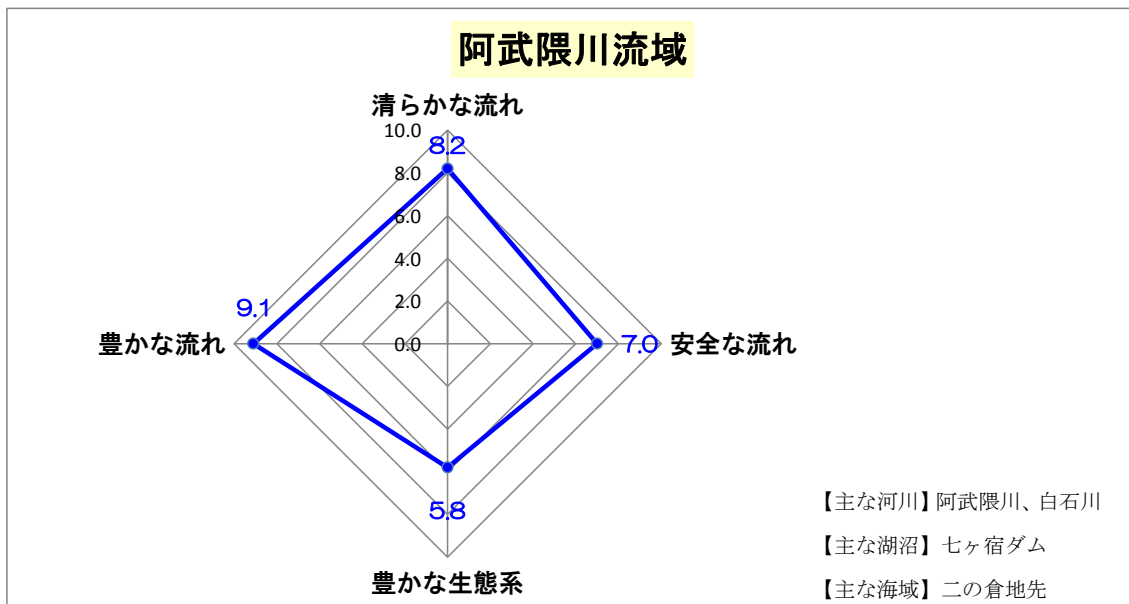 阿武隈川流域
清らかな流れ
10.0
8.2
8.0
6.0
4.0
2.0
9.1
豊かな流れ
0.0
7.0
安全な流れ
5.8
豊かな生態系
【主な河川】阿武隈川、白石川
【主な湖沼】七ヶ宿ダム
【主な海域】二の倉地先